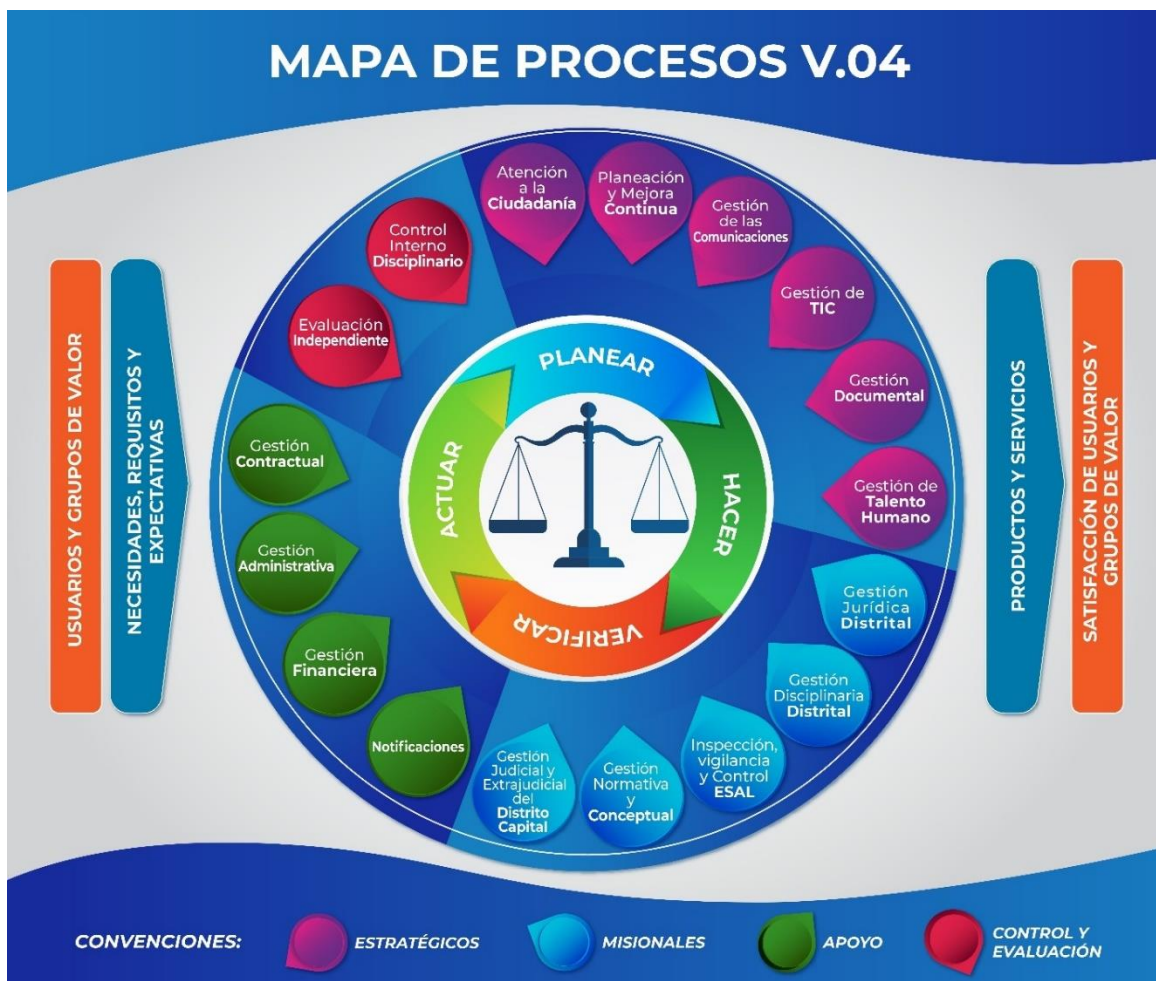 MAPA DE PROCESOS V.04
USUARIOS Y GRUPOS DE VALOR
NECESIDADES, REQUISITOS Y
EXPECTATIVAS
Atención
a la
Ciudadanía
Planeación
y Mejora
Contínua
Gestión
de las
Comunicaciones
Gestión de
TIC
Gestión
Documental
Gestión de
Talento
Humano
Gestión
Jurídica
Distrital
Gestión
Disciplinaria
Distrital
Inspección,
vigilancia
y Control
ESAL
Gestión
Normativa
y
Conceptual
Gestión
Judicial y
Extrajudicial
del
Distrito
Capital
Notificaciones
Gestión
Financiera
Gestión
Administrativa
Gestión
Contractual
Evaluación
Independiente
Control
Interno
Disciplinario
PLANEAR
HACER
VERIFICAR
ACTUAR
PRODUCTOS Y SERVICIOS
SATISFACCIÓN DE USUARIOS Y
GRUPOS DE VALOR
CONVENCIONES:
ESTRATÉGICOS
MISIONALES
APOYO
CONTROL Y
EVALUACIÓN